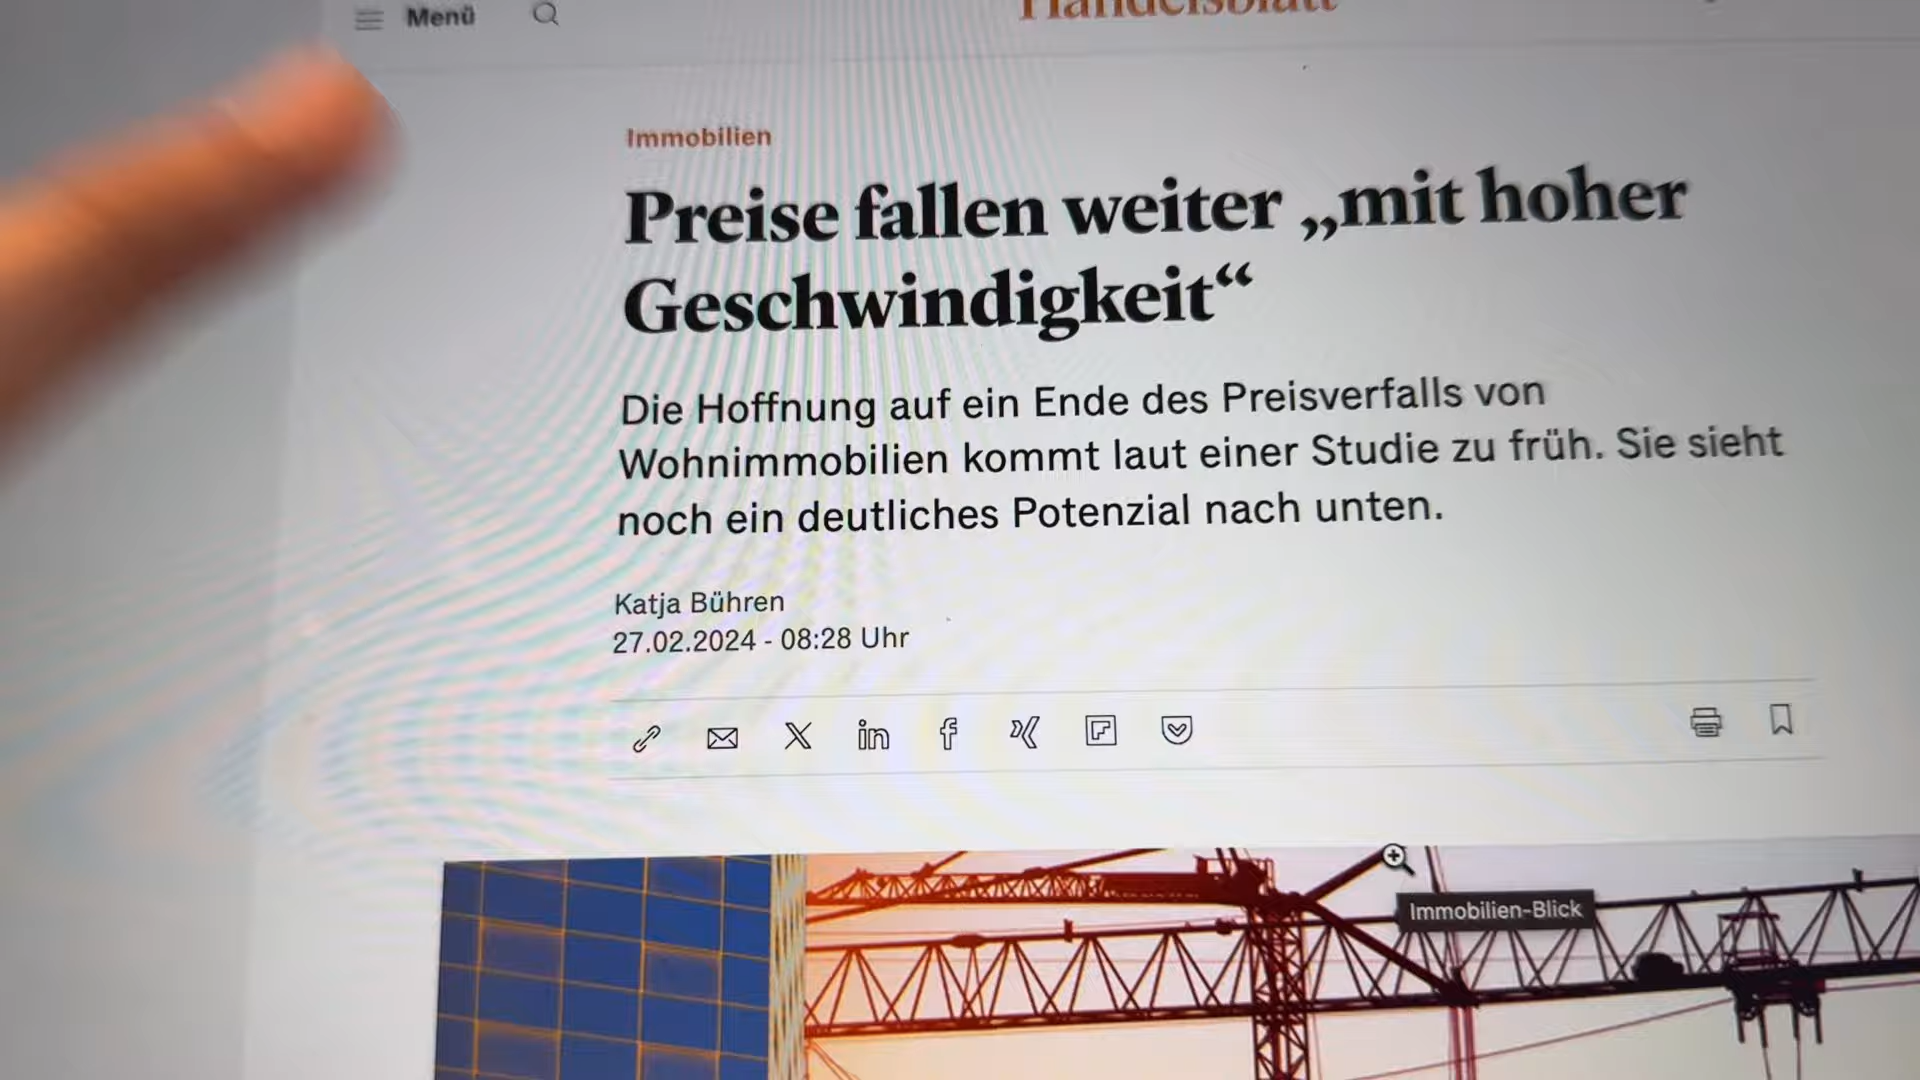 Menü
Handelsblatt
Immobilien
Preise fallen weiter „mit hoher
Geschwindigkeit“
Die Hoffnung auf ein Ende des Preisverfalls von
Wohnimmobilien kommt laut einer Studie zu früh. Sie sieht
noch ein deutliches Potenzial nach unten.
Katja Bühren
27.02.2024 - 08:28 Uhr
Immobilien-Blick